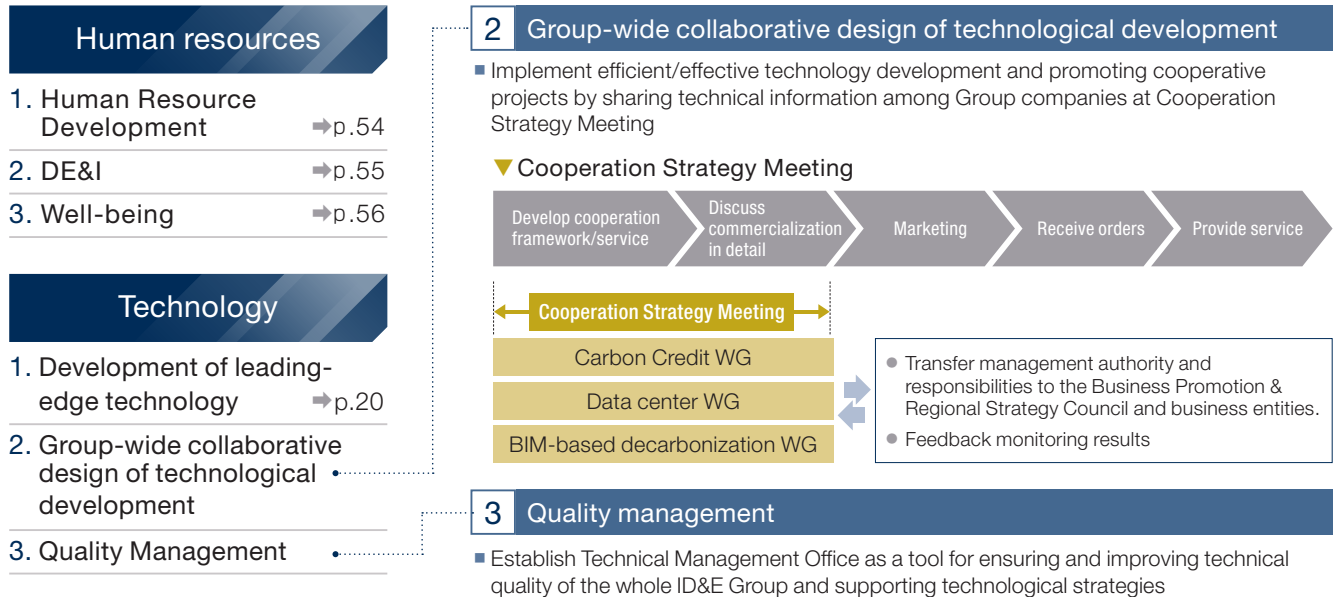 Human resources
1. Human Resource
Development ➡p.54
2. DE&I ➡p.55
3. Well-being ➡p.56
Technology
1. Development of leading-
edge technology ➡p.20
2. Group-wide collaborative
design of technological
development
3. Quality Management
2 Group-wide collaborative design of technological development
■ Implement efficient/effective technology development and promoting cooperative
projects by sharing technical information among Group companies at Cooperation
Strategy Meeting
▼ Cooperation Strategy Meeting
Develop cooperation
framework/service
Discuss
commercialization
in detail
Marketing
Receive orders
Provide service
Cooperation Strategy Meeting
Carbon Credit WG
Data center WG
BIM-based decarbonization WG
● Transfer management authority and
responsibilities to the Business Promotion &
Regional Strategy Council and business entities.
● Feedback monitoring results
3 Quality management
■ Establish Technical Management Office as a tool for ensuring and improving technical
quality of the whole ID&E Group and supporting technological strategies